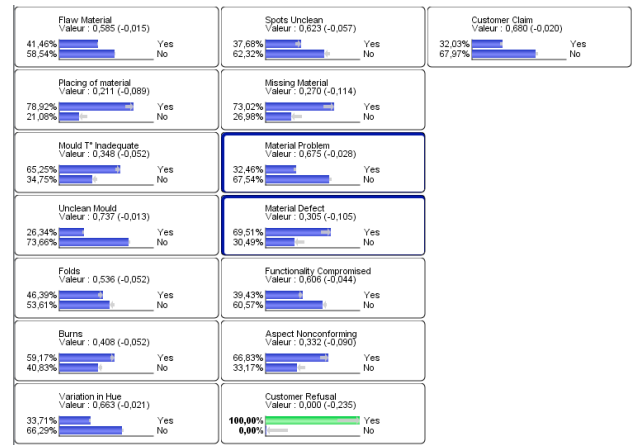 Flaw Material
Valeur : 0,585 (-0,015)
41,46% Yes
58,54% No
Spots Unclean
Valeur : 0,623 (-0,057)
37,68% Yes
62,32% No
Customer Claim
Valeur : 0,680 (-0,020)
32,03% Yes
67,97% No
Placing of material
Valeur : 0,211 (-0,089)
78,92% Yes
21,08% No
Missing Material
Valeur : 0,270 (-0,114)
73,02% Yes
26,98% No
Mould T° Inadequate
Valeur : 0,348 (-0,052)
65,25% Yes
34,75% No
Material Problem
Valeur : 0,675 (-0,028)
32,46% Yes
67,54% No
Unclean Mould
Valeur : 0,737 (-0,013)
26,34% Yes
73,66% No
Material Defect
Valeur : 0,305 (-0,105)
69,51% Yes
30,49% No
Folds
Valeur : 0,536 (-0,052)
46,39% Yes
53,61% No
Functionality Compromised
Valeur : 0,606 (-0,044)
39,43% Yes
60,57% No
Burns
Valeur : 0,408 (-0,052)
59,17% Yes
40,83% No
Aspect Nonconforming
Valeur : 0,332 (-0,090)
66,83% Yes
33,17% No
Variation in Hue
Valeur : 0,663 (-0,021)
33,71% Yes
66,29% No
Customer Refusal
Valeur : 0,000 (-0,235)
100,00% Yes
0,00% No